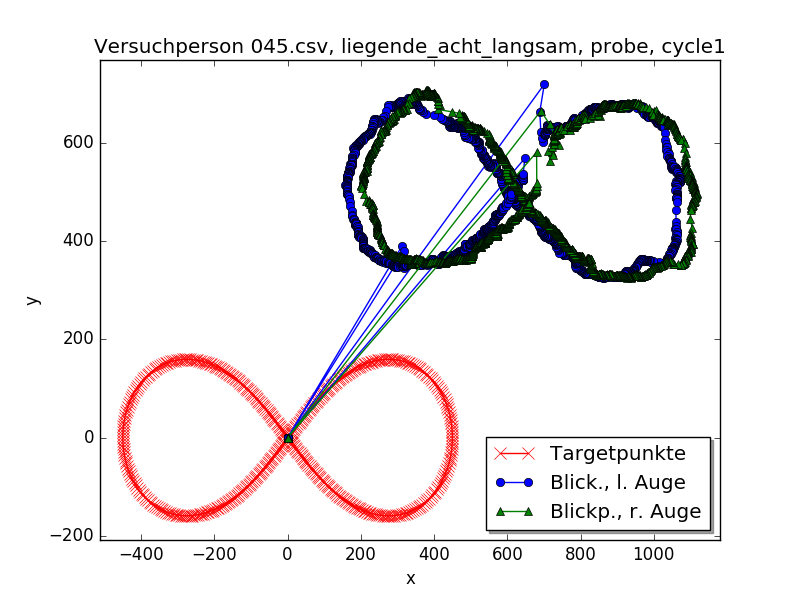 Versuchperson 045.csv, liegende_acht_langsam, probe, cycle1
y
600
400
200
0
−200
−400
−200
0
200
400
600
800
1000
x
Targetpunkte
Blick., l. Auge
Blickp., r. Auge